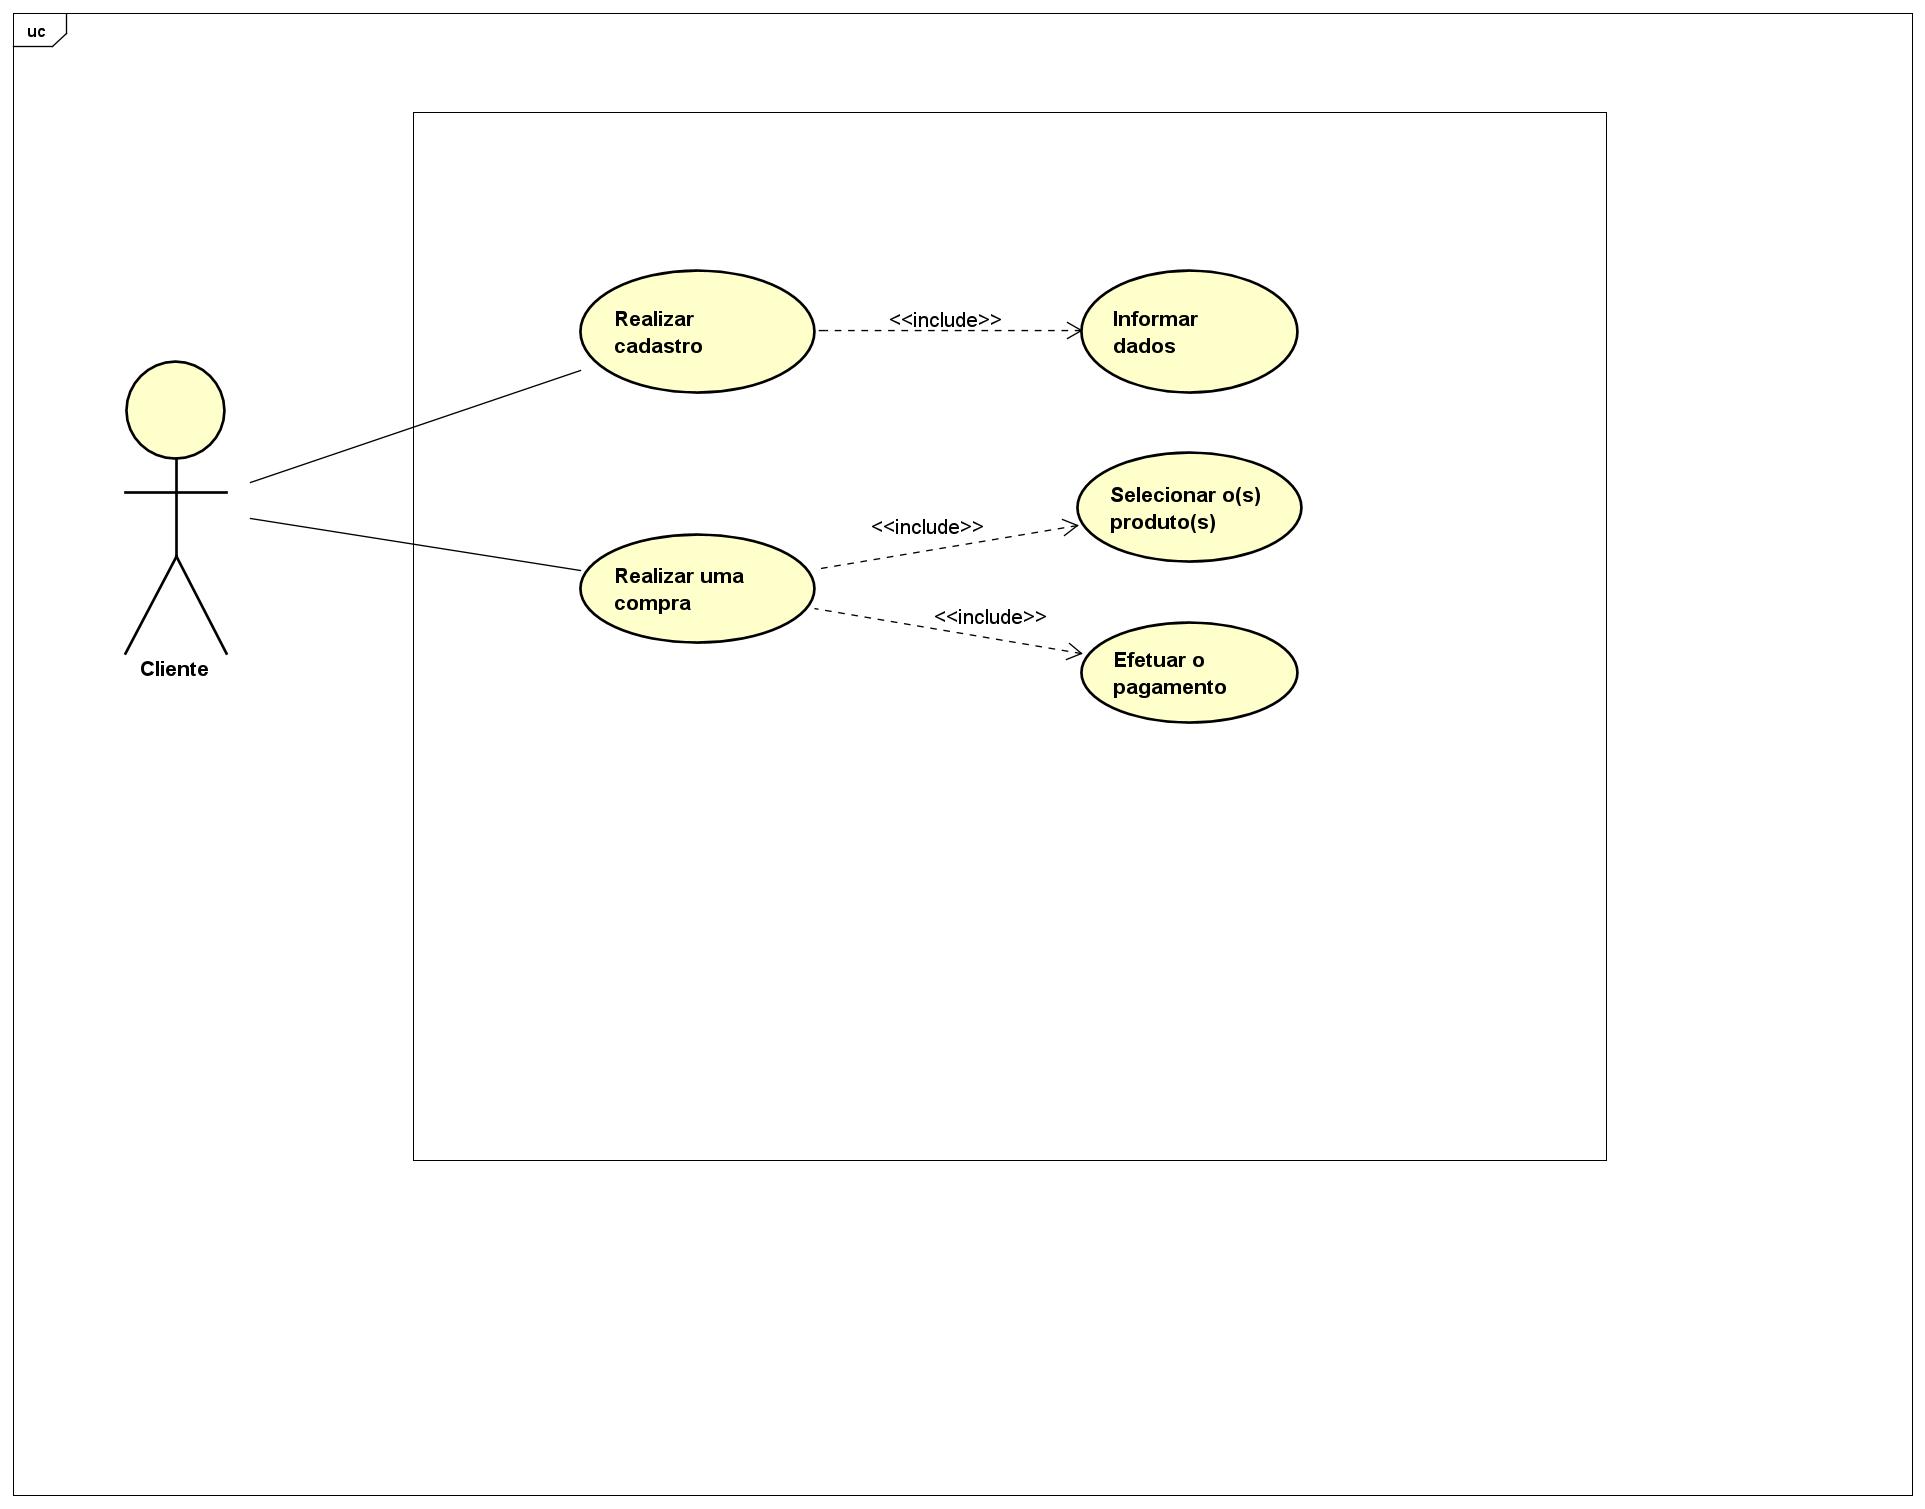 uc
Realizar
cadastro
<<include>>
Informar
dados
Selecionar o(s)
produto(s)
<<include>>
Realizar uma
compra
<<include>>
Efetuar o
pagamento
Cliente